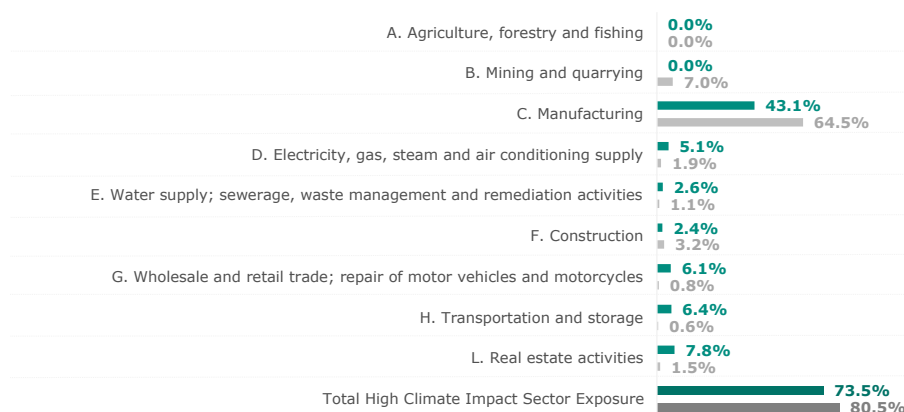 A. Agriculture, forestry and fishing
0.0%
0.0%
B. Mining and quarrying
0.0%
7.0%
C. Manufacturing
43.1%
64.5%
D. Electricity, gas, steam and air conditioning supply
5.1%
1.9%
E. Water supply; sewerage, waste management and remediation activities
2.6%
1.1%
F. Construction
2.4%
3.2%
G. Wholesale and retail trade; repair of motor vehicles and motorcycles
6.1%
0.8%
H. Transportation and storage
6.4%
0.6%
L. Real estate activities
7.8%
1.5%
Total High Climate Impact Sector Exposure
73.5%
80.5%